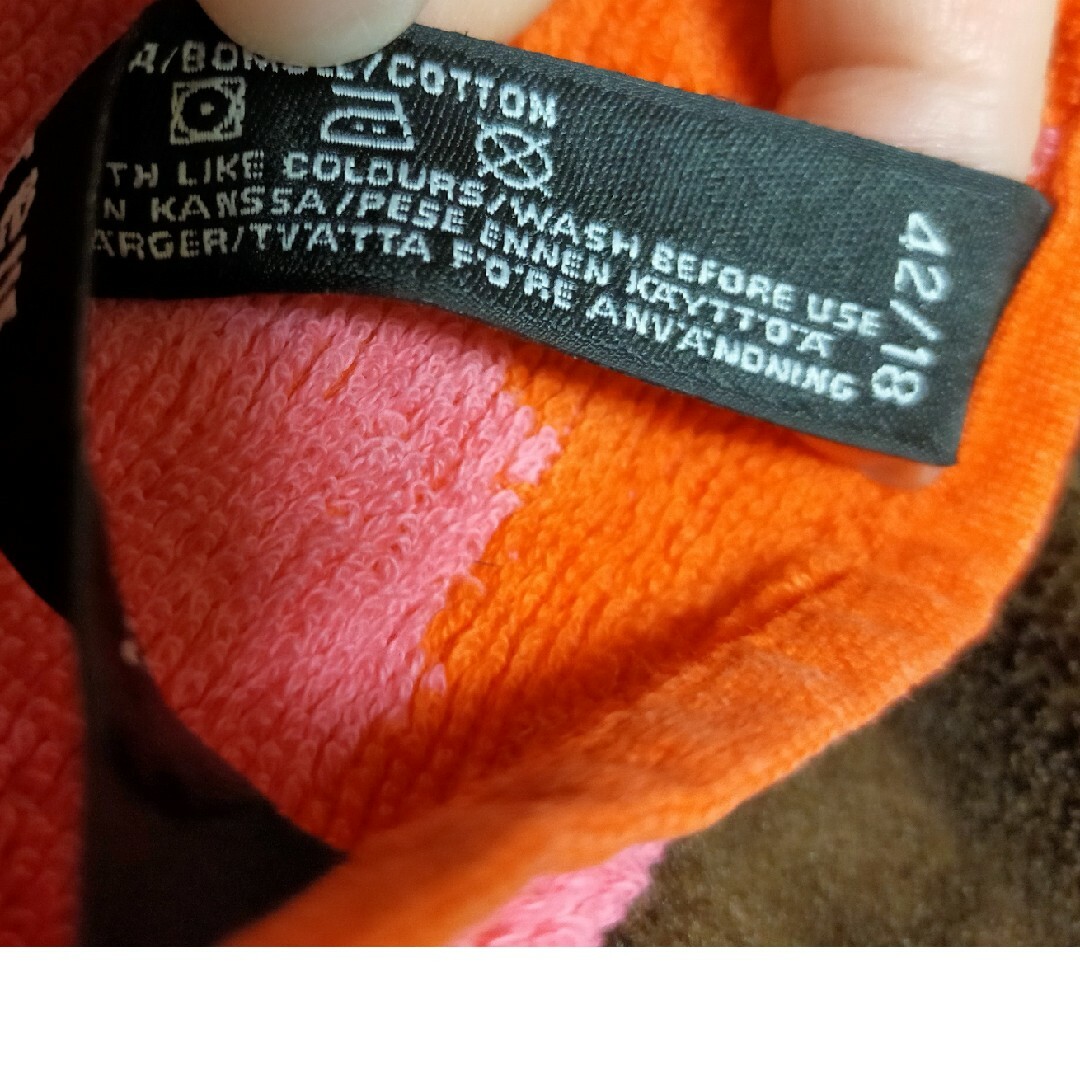 A/BOMULL/COTTON
TH LIKE COLOURS/WASH BEFORE USE
N KANSSA/PESE ENNEN KÄYTTÖÄ
ÄRGER/TVÄTTA FÖRE ANVÄNDNING
42/18